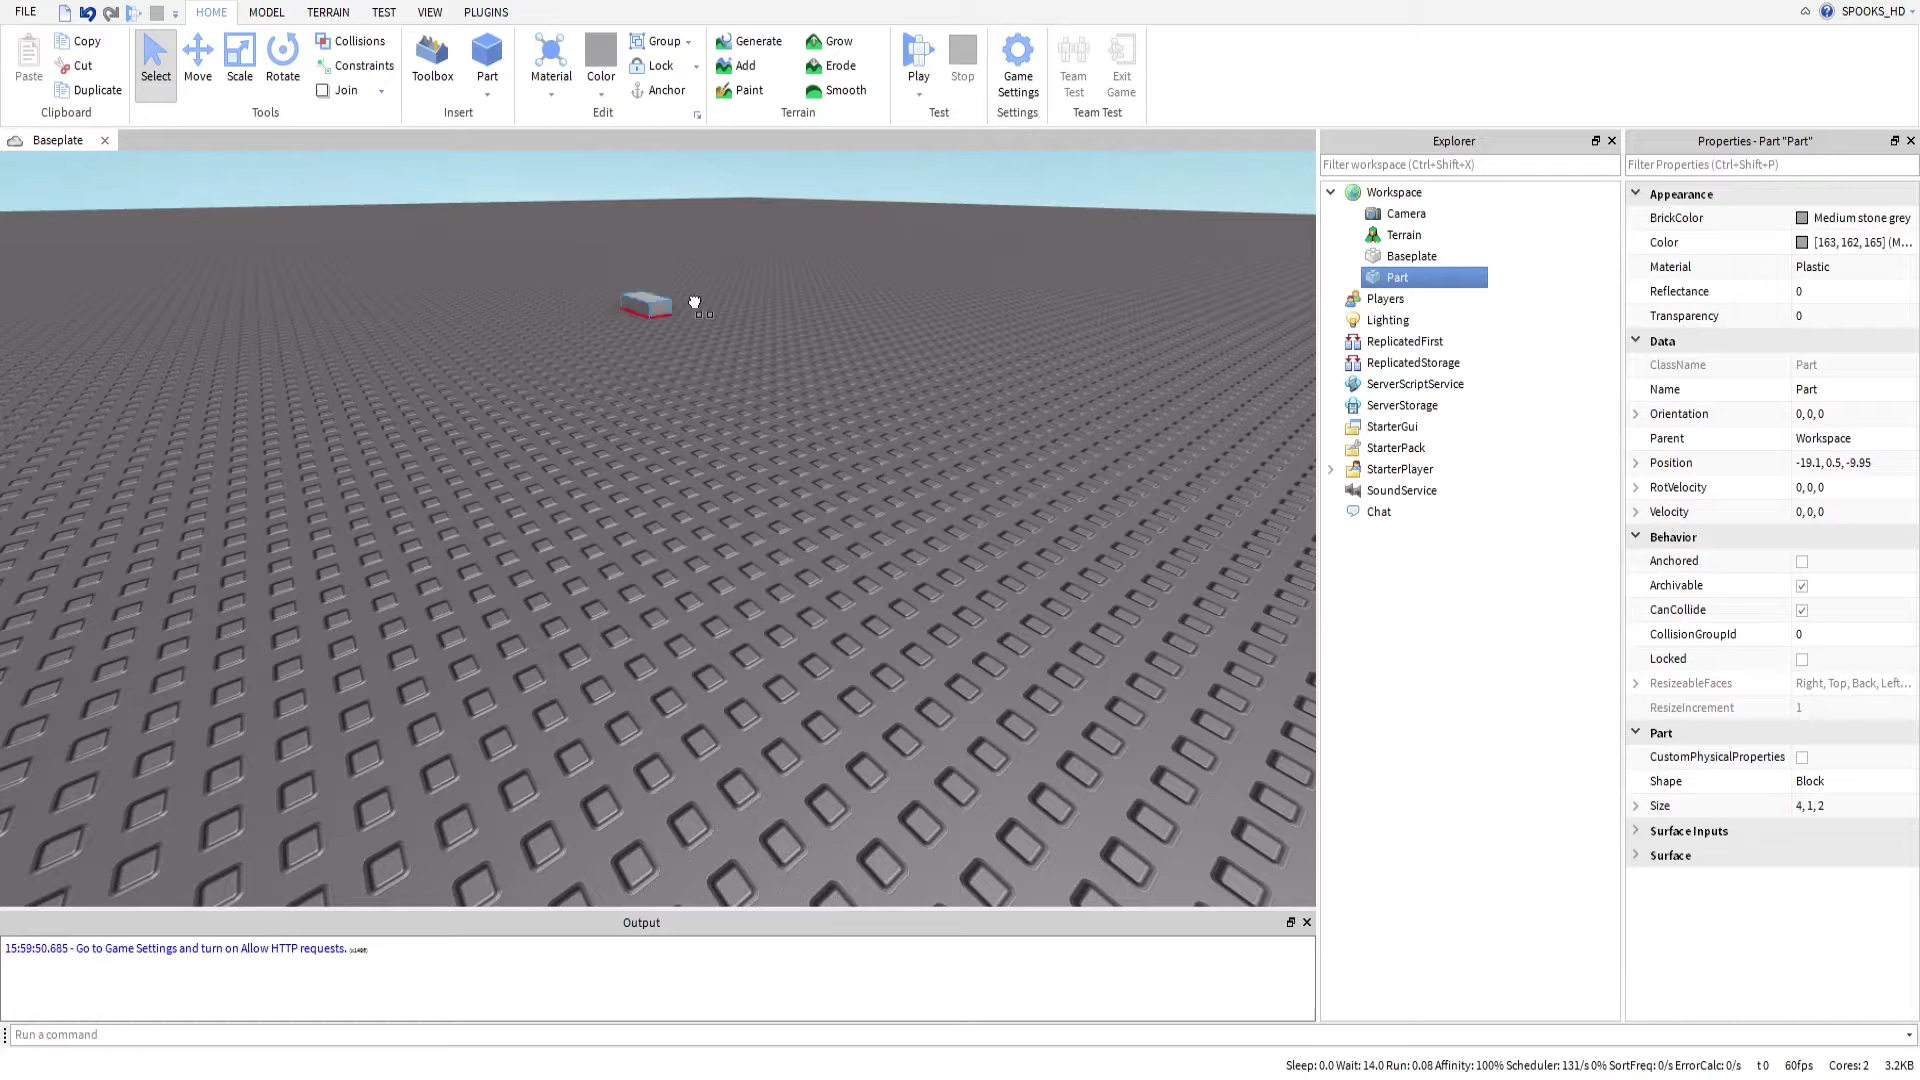 FILE HOME MODEL TERRAIN TEST VIEW PLUGINS SPOOKS_HD
Paste Copy Cut Duplicate
Clipboard
Select Move Scale Rotate Collisions Constraints Join
Tools
Toolbox Part
Insert
Material Color Group Lock Anchor
Edit
Generate Add Paint Grow Erode Smooth
Terrain
Play Stop
Test
Game Settings
Settings
Team Test Exit Game
Team Test
Baseplate
Explorer
Filter workspace (Ctrl+Shift+X)
Workspace
Camera
Terrain
Baseplate
Part
Players
Lighting
ReplicatedFirst
ReplicatedStorage
ServerScriptService
ServerStorage
StarterGui
StarterPack
StarterPlayer
SoundService
Chat
Properties - Part "Part"
Filter Properties (Ctrl+Shift+P)
Appearance
BrickColor Medium stone grey
Color [163, 162, 165] (M...
Material Plastic
Reflectance 0
Transparency 0
Data
ClassName Part
Name Part
Orientation 0, 0, 0
Parent Workspace
Position -19.1, 0.5, -9.95
RotVelocity 0, 0, 0
Velocity 0, 0, 0
Behavior
Anchored
Archivable
CanCollide
CollisionGroupId 0
Locked
ResizeableFaces Right, Top, Back, Left...
ResizeIncrement 1
Part
CustomPhysicalProperties
Shape Block
Size 4, 1, 2
Surface Inputs
Surface
Output
15:59:50.685 - Go to Game Settings and turn on Allow HTTP requests.
Run a command
Sleep: 0.0 Wait: 14.0 Run: 0.08 Affinity: 100% Scheduler: 131/s 0% SortFreq: 0/s ErrorCalc: 0/s t 0 60fps Cores: 2 3.2KB